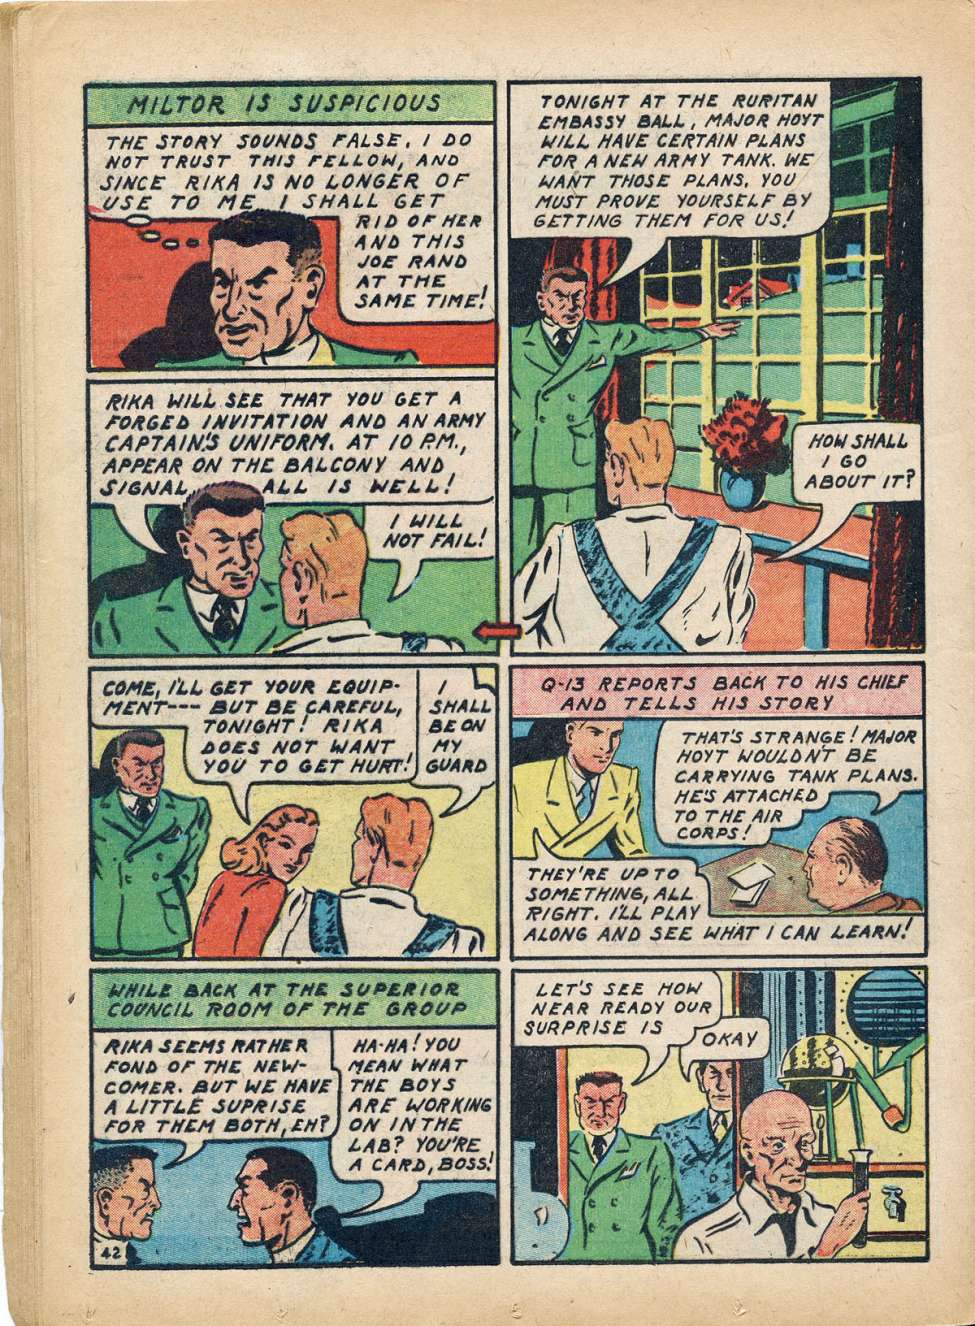 MILTOR IS SUSPICIOUS
THE STORY SOUNDS FALSE. I DO
NOT TRUST THIS FELLOW, AND
SINCE RIKA IS NO LONGER OF
USE TO ME, I SHALL GET
RID OF HER
AND THIS
JOE RAND
AT THE
SAME TIME!
TONIGHT AT THE RURITAN
EMBASSY BALL, MAJOR HOYT
WILL HAVE CERTAIN PLANS
FOR A NEW ARMY TANK. WE
WANT THOSE PLANS. YOU
MUST PROVE YOURSELF BY
GETTING THEM FOR US!
HOW SHALL
I GO
ABOUT IT?
RIKA WILL SEE THAT YOU GET A
FORGED INVITATION AND AN ARMY
CAPTAIN'S UNIFORM. AT 10 P.M.,
APPEAR ON THE BALCONY AND
SIGNAL ALL IS WELL!
I WILL
NOT FAIL!
COME, I'LL GET YOUR EQUIP-
MENT--- BUT BE CAREFUL,
TONIGHT! RIKA
DOES NOT WANT
YOU TO GET HURT!
I
SHALL
BE ON
MY
GUARD
Q-13 REPORTS BACK TO HIS CHIEF
AND TELLS HIS STORY
THAT'S STRANGE! MAJOR
HOYT WOULDN'T BE
CARRYING TANK PLANS.
HE'S ATTACHED
TO THE AIR
CORPS!
THEY'RE UP TO
SOMETHING, ALL
RIGHT. I'LL PLAY
ALONG AND SEE WHAT I CAN LEARN!
WHILE BACK AT THE SUPERIOR
COUNCIL ROOM OF THE GROUP
RIKA SEEMS RATHER
FOND OF THE NEW-
COMER. BUT WE HAVE
A LITTLE SUPRISE
FOR THEM BOTH, EH?
HA-HA! YOU
MEAN WHAT
THE BOYS
ARE WORKING
ON IN THE
LAB? YOU'RE
A CARD, BOSS!
42
LET'S SEE HOW
NEAR READY OUR
SURPRISE IS
OKAY